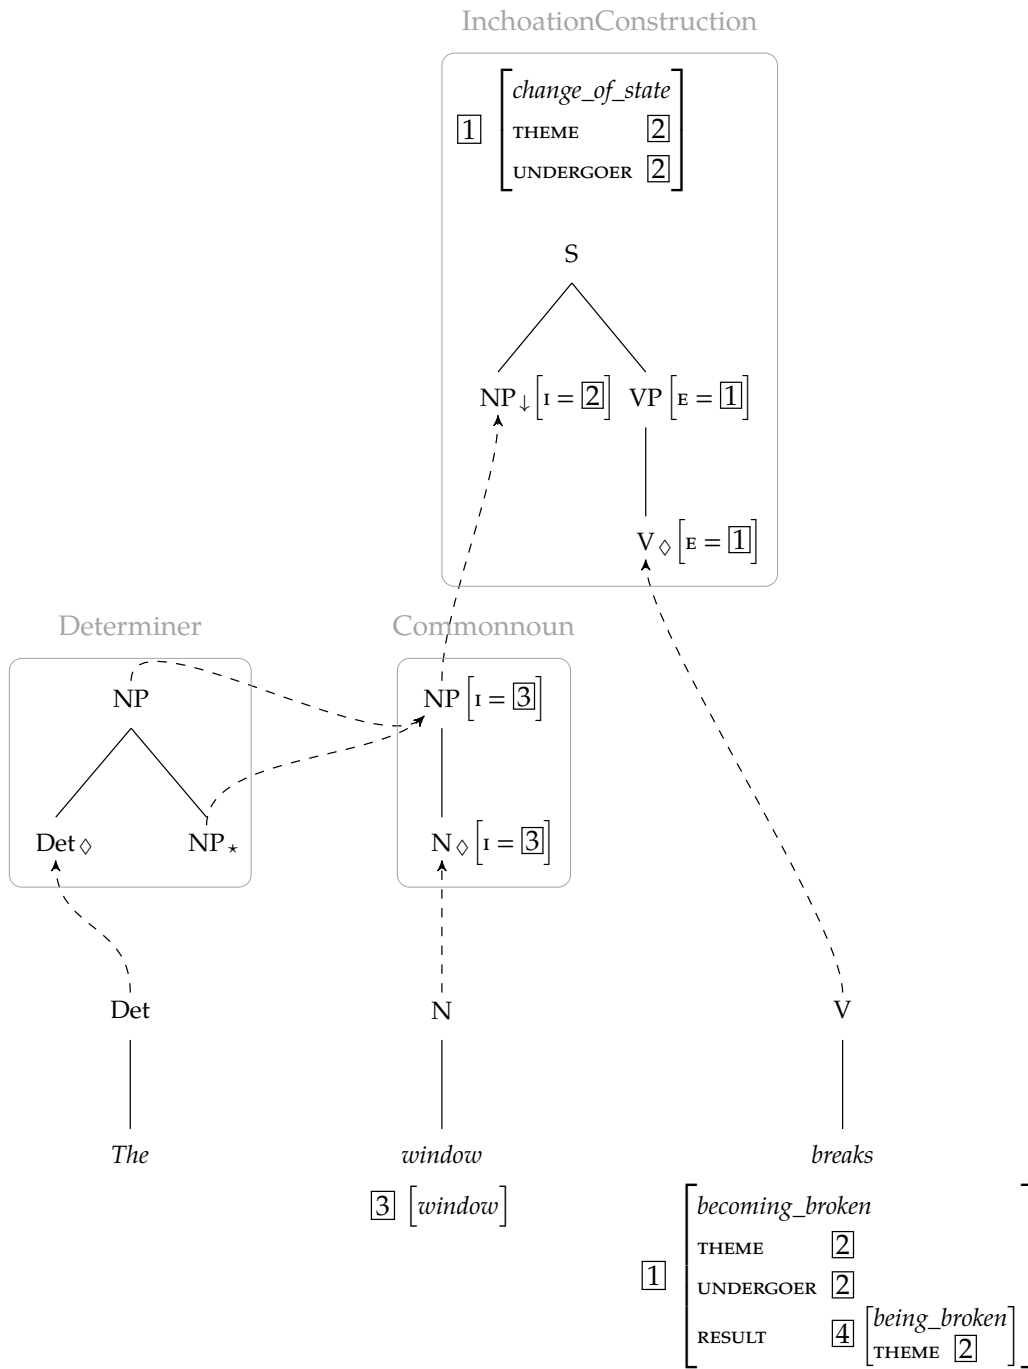 InchoationConstruction
change_of_state
1 THEME 2
UNDERGOER 2
S
NP↓ [I = 2] VP [E = 1]
V◇ [E = 1]
Determiner Commonnoun
NP NP [I = 3]
Det◇ NP⋆ N◇ [I = 3]
Det N V
The window breaks
3 [window]
becoming_broken
THEME 2
1 UNDERGOER 2
RESULT 4 [being_broken
THEME 2]